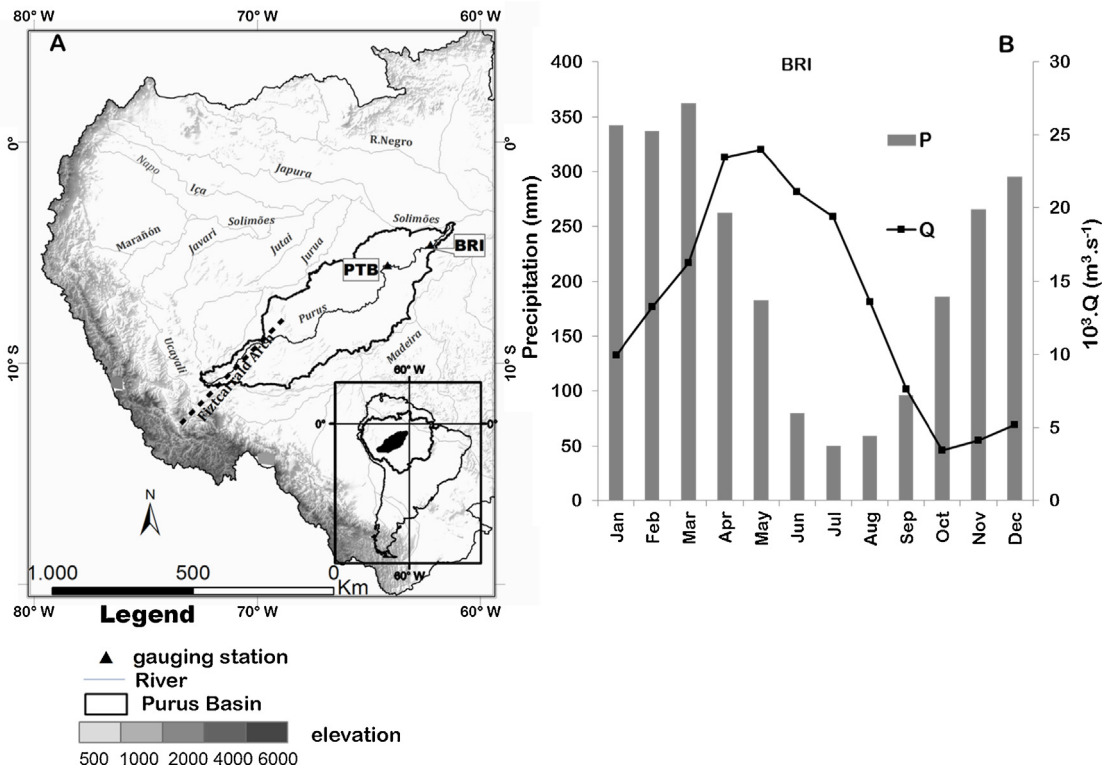 80° W 70° W 60° W
A
0° 0°
R.Negro
Napo
Japura
Iça
Solimões
Solimões
Marañón
Javari
Jutai
Jurua
BRI
PTB
Purus
Ucayali
Madeira
10° S 10° S
Fiztcarrald Arch
60° W
0° 0°
60° W
N
1.000 500 0
Km
80° W 70° W 60° W
Legend
gauging station
River
Purus Basin
elevation
500 1000 2000 4000 6000
B
BRI
P
Q
Precipitation (mm)
400
350
300
250
200
150
100
50
0
10³.Q (m³.s-¹)
30
25
20
15
10
5
0
Jan Feb Mar Apr May Jun Jul Aug Sep Oct Nov Dec